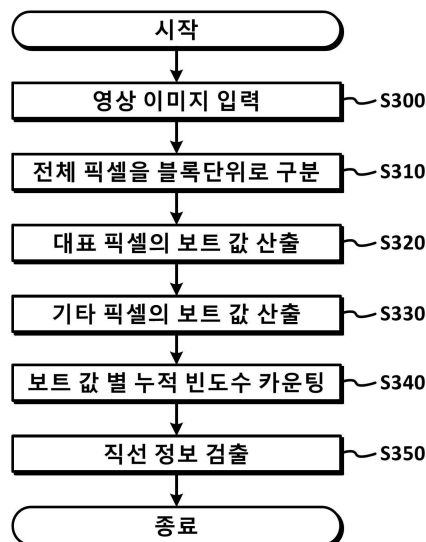 시작
영상 이미지 입력 S300
전체 픽셀을 블록단위로 구분 S310
대표 픽셀의 보트 값 산출 S320
기타 픽셀의 보트 값 산출 S330
보트 값 별 누적 빈도수 카운팅 S340
직선 정보 검출 S350
종료